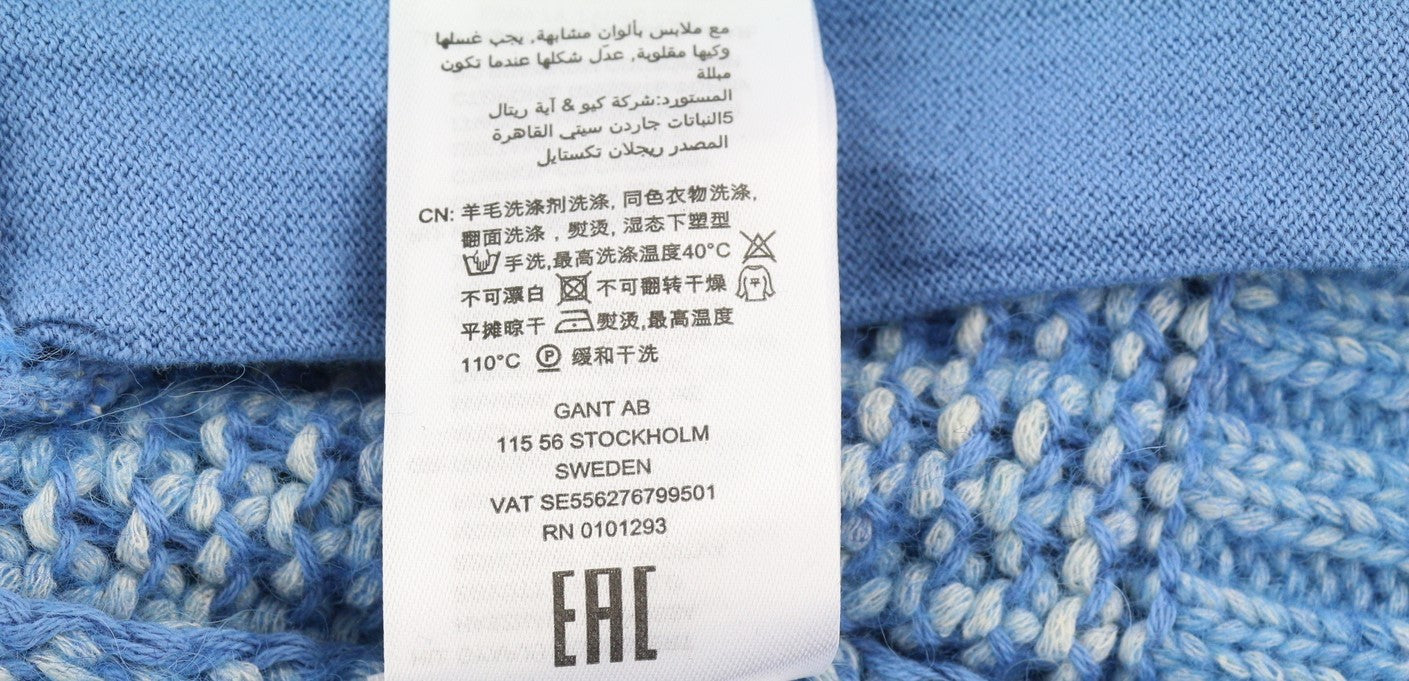 مع ملابس بألوان مشابهة, يجب غسلها
وكيها مقلوبة, عدّل شكلها عندما تكون
مبللة
المستورد:شركة كيو & آية ريتال
5النباتات جاردن سيتي القاهرة
المصدر ريجلان تكستايل
CN: 羊毛洗涤剂洗涤, 同色衣物洗涤,
翻面洗涤 , 熨烫, 湿态下塑型
手洗,最高洗涤温度40°C
不可漂白 不可翻转干燥 平
平摊晾干 熨烫,最高温度
110°C P 缓和干洗
GANT AB
115 56 STOCKHOLM
SWEDEN
VAT SE556276799501
RN 0101293
EAC